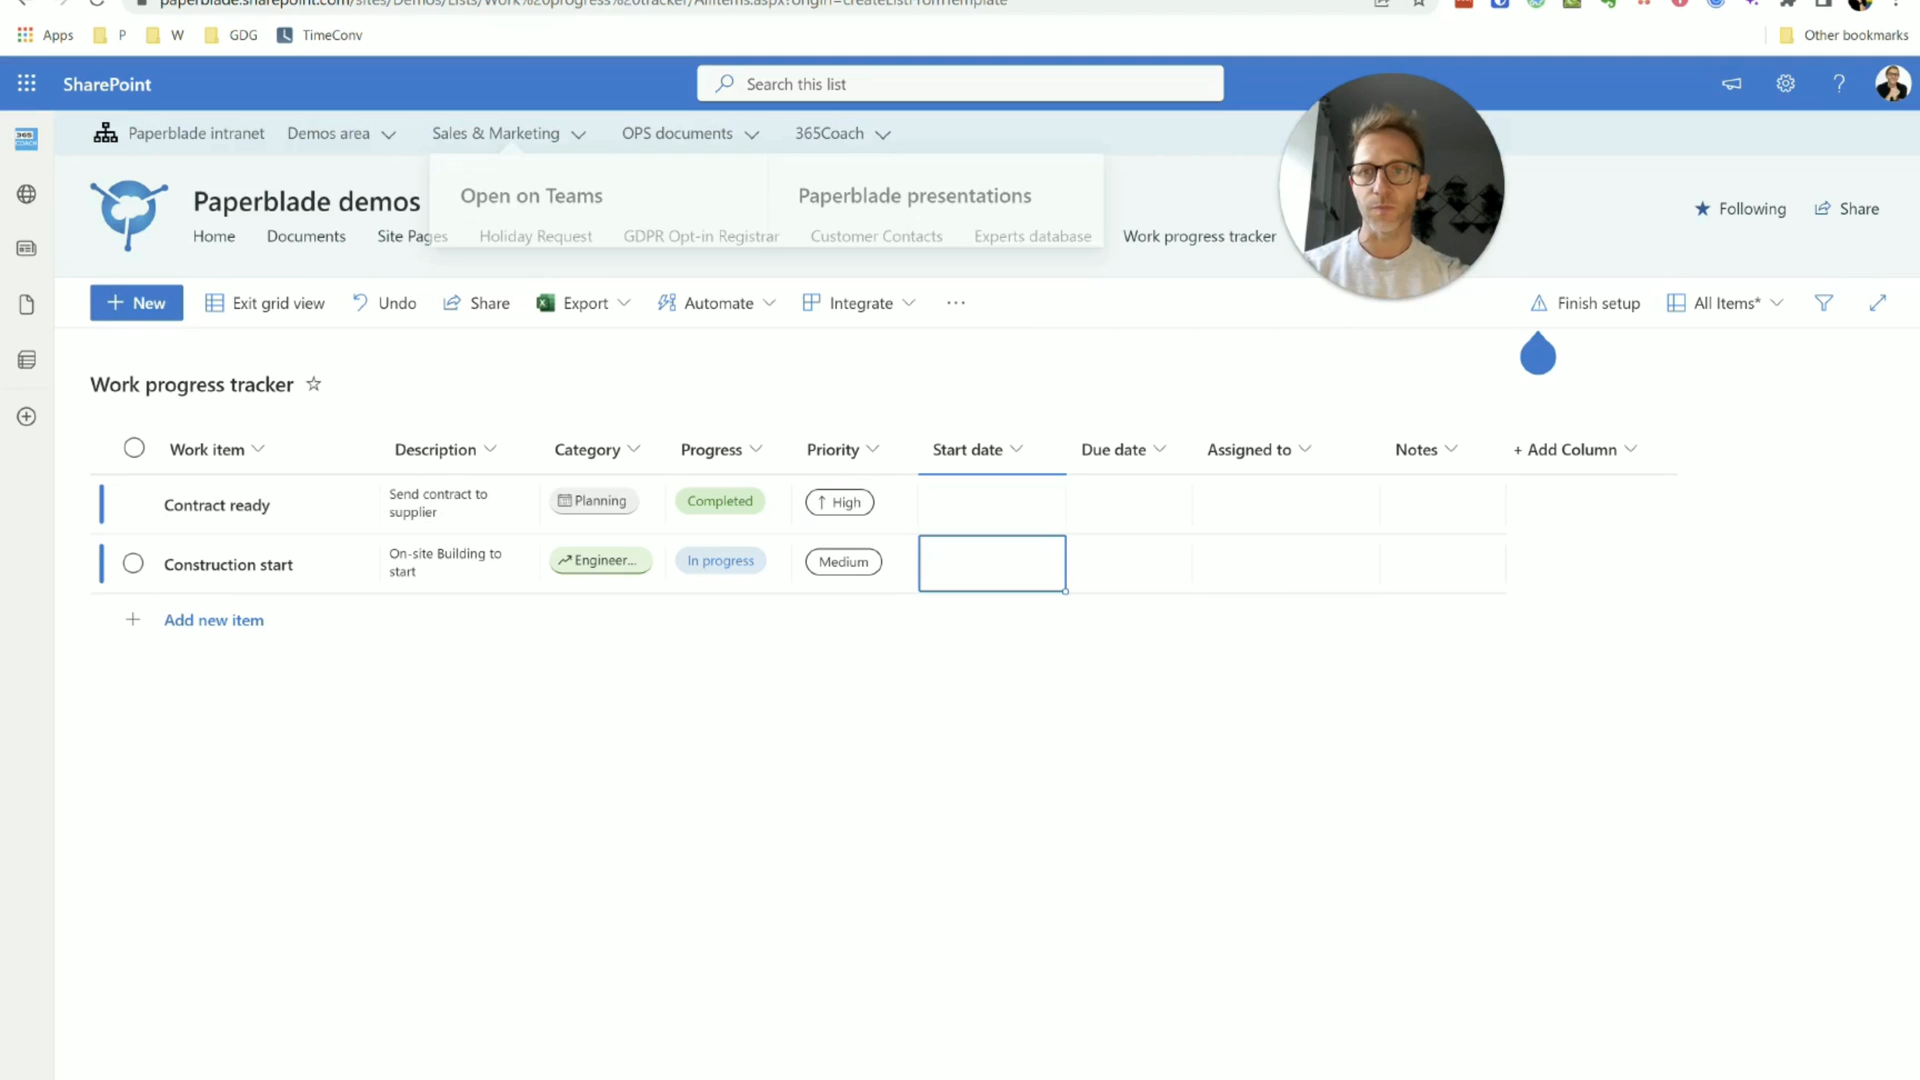 paperblade.sharepoint.com/sites/Demos/Lists/Work%20progress%20tracker/AllItems.aspx?origin=createListFromTemplate
Apps P W GDG TimeConv Other bookmarks
SharePoint Search this list ?
365 COACH
Paperblade intranet Demos area Sales & Marketing OPS documents 365Coach
Open on Teams Paperblade presentations
Paperblade demos
Following Share
Home Documents Site Pages Holiday Request GDPR Opt-in Registrar Customer Contacts Experts database Work progress tracker
+ New Exit grid view Undo Share Export Automate Integrate ... Finish setup All Items*
Work progress tracker
Work item Description Category Progress Priority Start date Due date Assigned to Notes + Add Column
Contract ready Send contract to supplier Planning Completed ↑ High
Construction start On-site Building to start Engineer... In progress Medium
+ Add new item